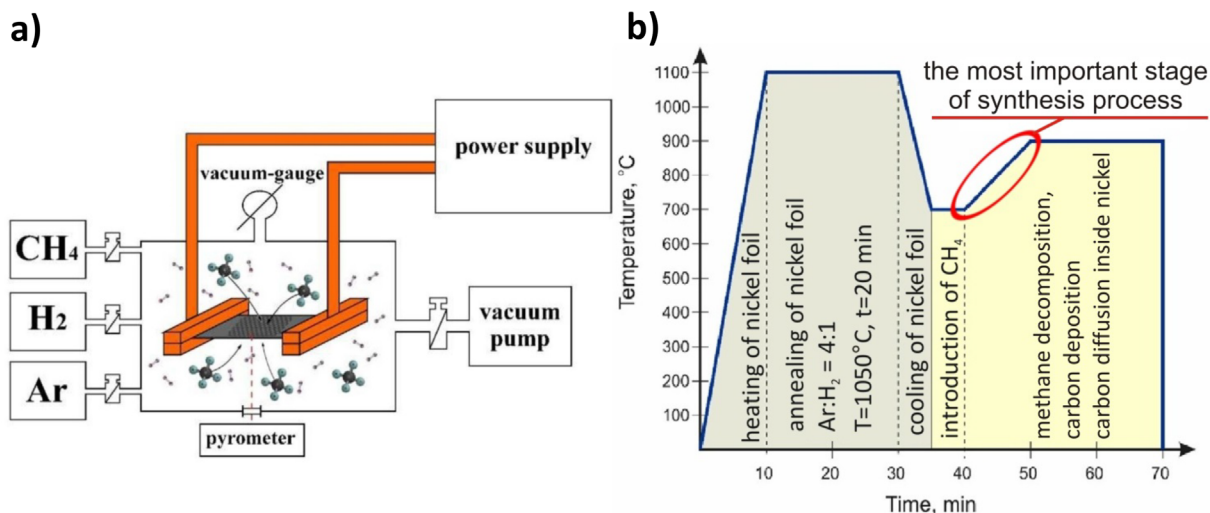 a)
power supply
vacuum-gauge
CH₄
H₂
Ar
vacuum
pump
pyrometer
b)
the most important stage
of synthesis process
Temperature, °C
1100
900
800
700
600
500
400
300
200
100
heating of nickel foil
annealing of nickel foil
Ar:H₂ = 4:1
T=1050°C, t=20 min
cooling of nickel foil
introduction of CH₄
methane decomposition,
carbon deposition
carbon diffusion inside nickel
10 20 30 40 50 60 70
Time, min